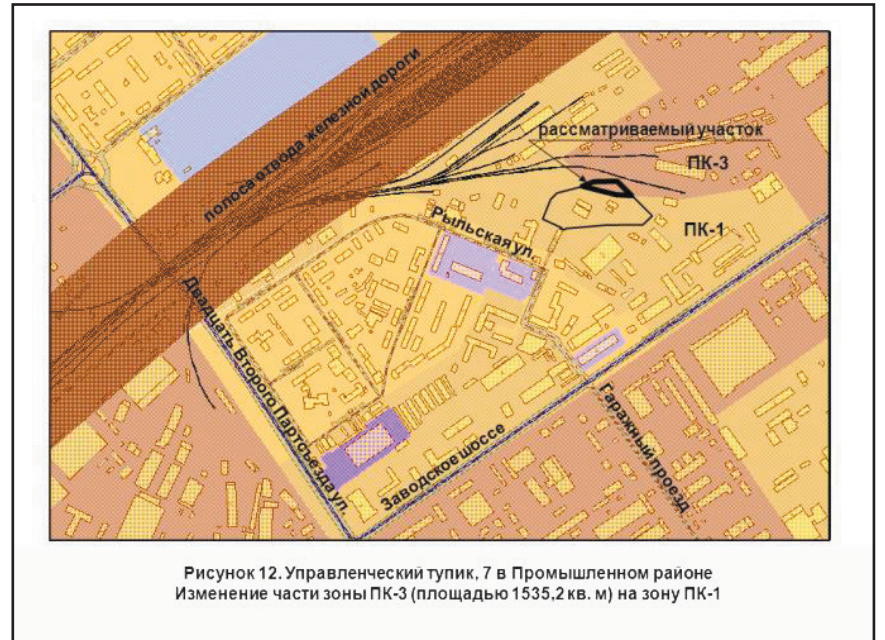 полоса отвода железной дороги
рассматриваемый участок
ПК-3
ПК-1
Рыльская ул.
Двадцать Второго Партсъезда ул.
Заводское шоссе
Гаражный проезд
Рисунок 12. Управленческий тупик, 7 в Промышленном районе
Изменение части зоны ПК-3 (площадью 1535,2 кв. м) на зону ПК-1